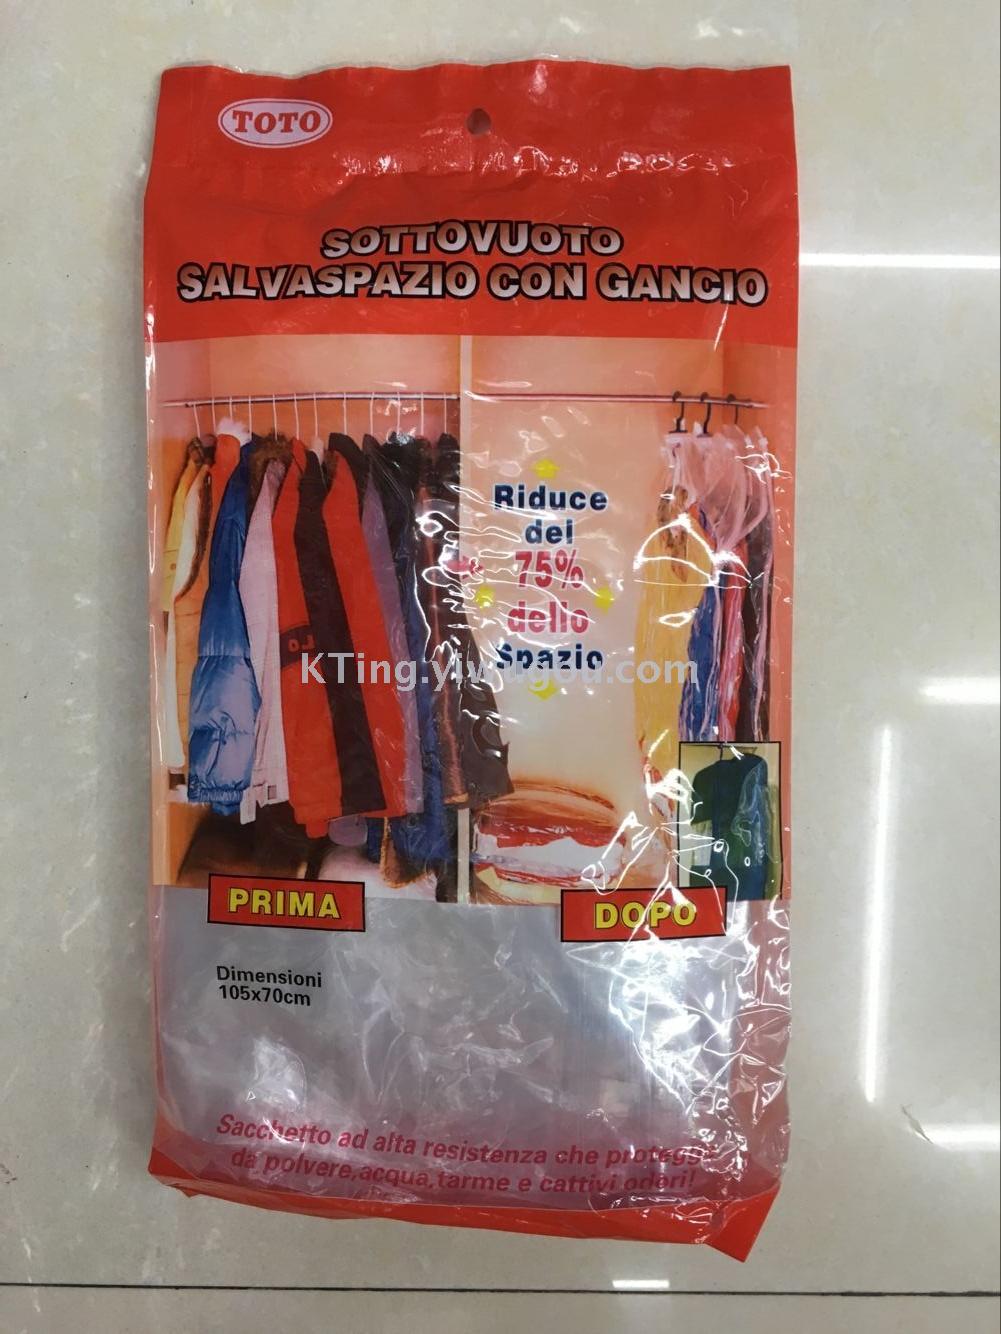 TOTO
SOTTOVUOTO
SALVASPAZIO CON GANCIO
Riduce
del
75%
dello
Spazio
KTing.yiwugou.com
PRIMA
DOPO
Dimensioni
105x70cm
Sacchetto ad alta resistenza che protegge
da polvere,acqua,tarme e cattivi odori!